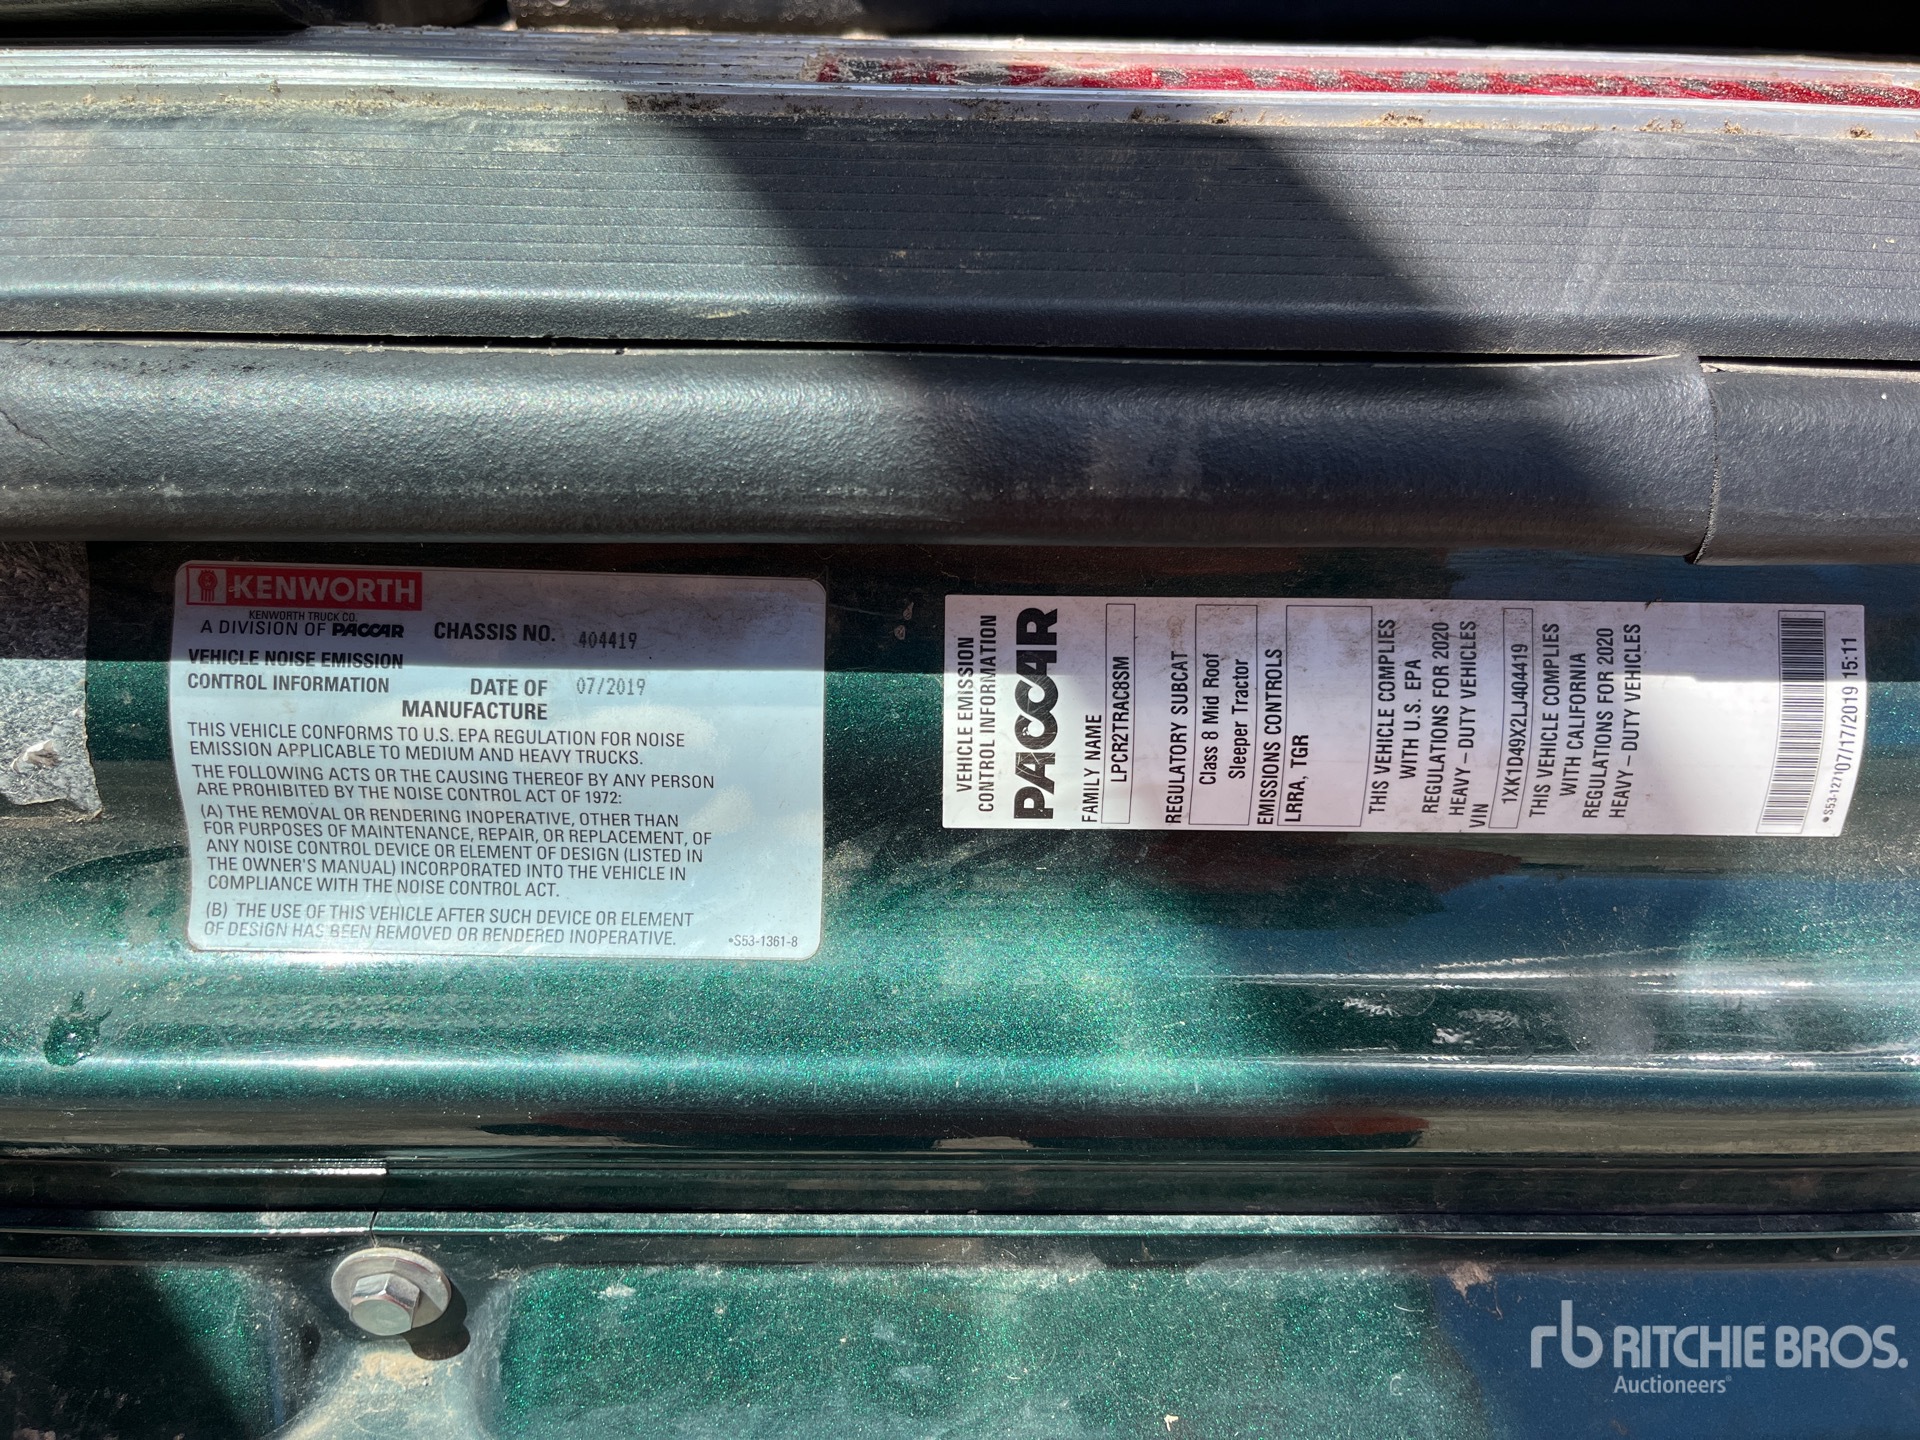 KENWORTH
KENWORTH TRUCK CO.
A DIVISION OF PACCAR
CHASSIS NO. 404419
VEHICLE NOISE EMISSION
CONTROL INFORMATION
DATE OF 07/2019
MANUFACTURE
THIS VEHICLE CONFORMS TO U.S. EPA REGULATION FOR NOISE
EMISSION APPLICABLE TO MEDIUM AND HEAVY TRUCKS.
THE FOLLOWING ACTS OR THE CAUSING THEREOF BY ANY PERSON
ARE PROHIBITED BY THE NOISE CONTROL ACT OF 1972:
(A) THE REMOVAL OR RENDERING INOPERATIVE, OTHER THAN
FOR PURPOSES OF MAINTENANCE, REPAIR, OR REPLACEMENT, OF
ANY NOISE CONTROL DEVICE OR ELEMENT OF DESIGN (LISTED IN
THE OWNER'S MANUAL) INCORPORATED INTO THE VEHICLE IN
COMPLIANCE WITH THE NOISE CONTROL ACT.
(B) THE USE OF THIS VEHICLE AFTER SUCH DEVICE OR ELEMENT
OF DESIGN HAS BEEN REMOVED OR RENDERED INOPERATIVE.
•S53-1361-8
VEHICLE EMISSION
CONTROL INFORMATION
PACCAR
FAMILY NAME
LPCR2TRAC8SM
REGULATORY SUBCAT
Class 8 Mid Roof
Sleeper Tractor
EMISSIONS CONTROLS
LRRA, TGR
THIS VEHICLE COMPLIES
WITH U.S. EPA
REGULATIONS FOR 2020
HEAVY – DUTY VEHICLES
VIN
1XK1D49X2LJ404419
THIS VEHICLE COMPLIES
WITH CALIFORNIA
REGULATIONS FOR 2020
HEAVY – DUTY VEHICLES
•S53-127107/17/2019 15:11
rb RITCHIE BROS.
Auctioneers